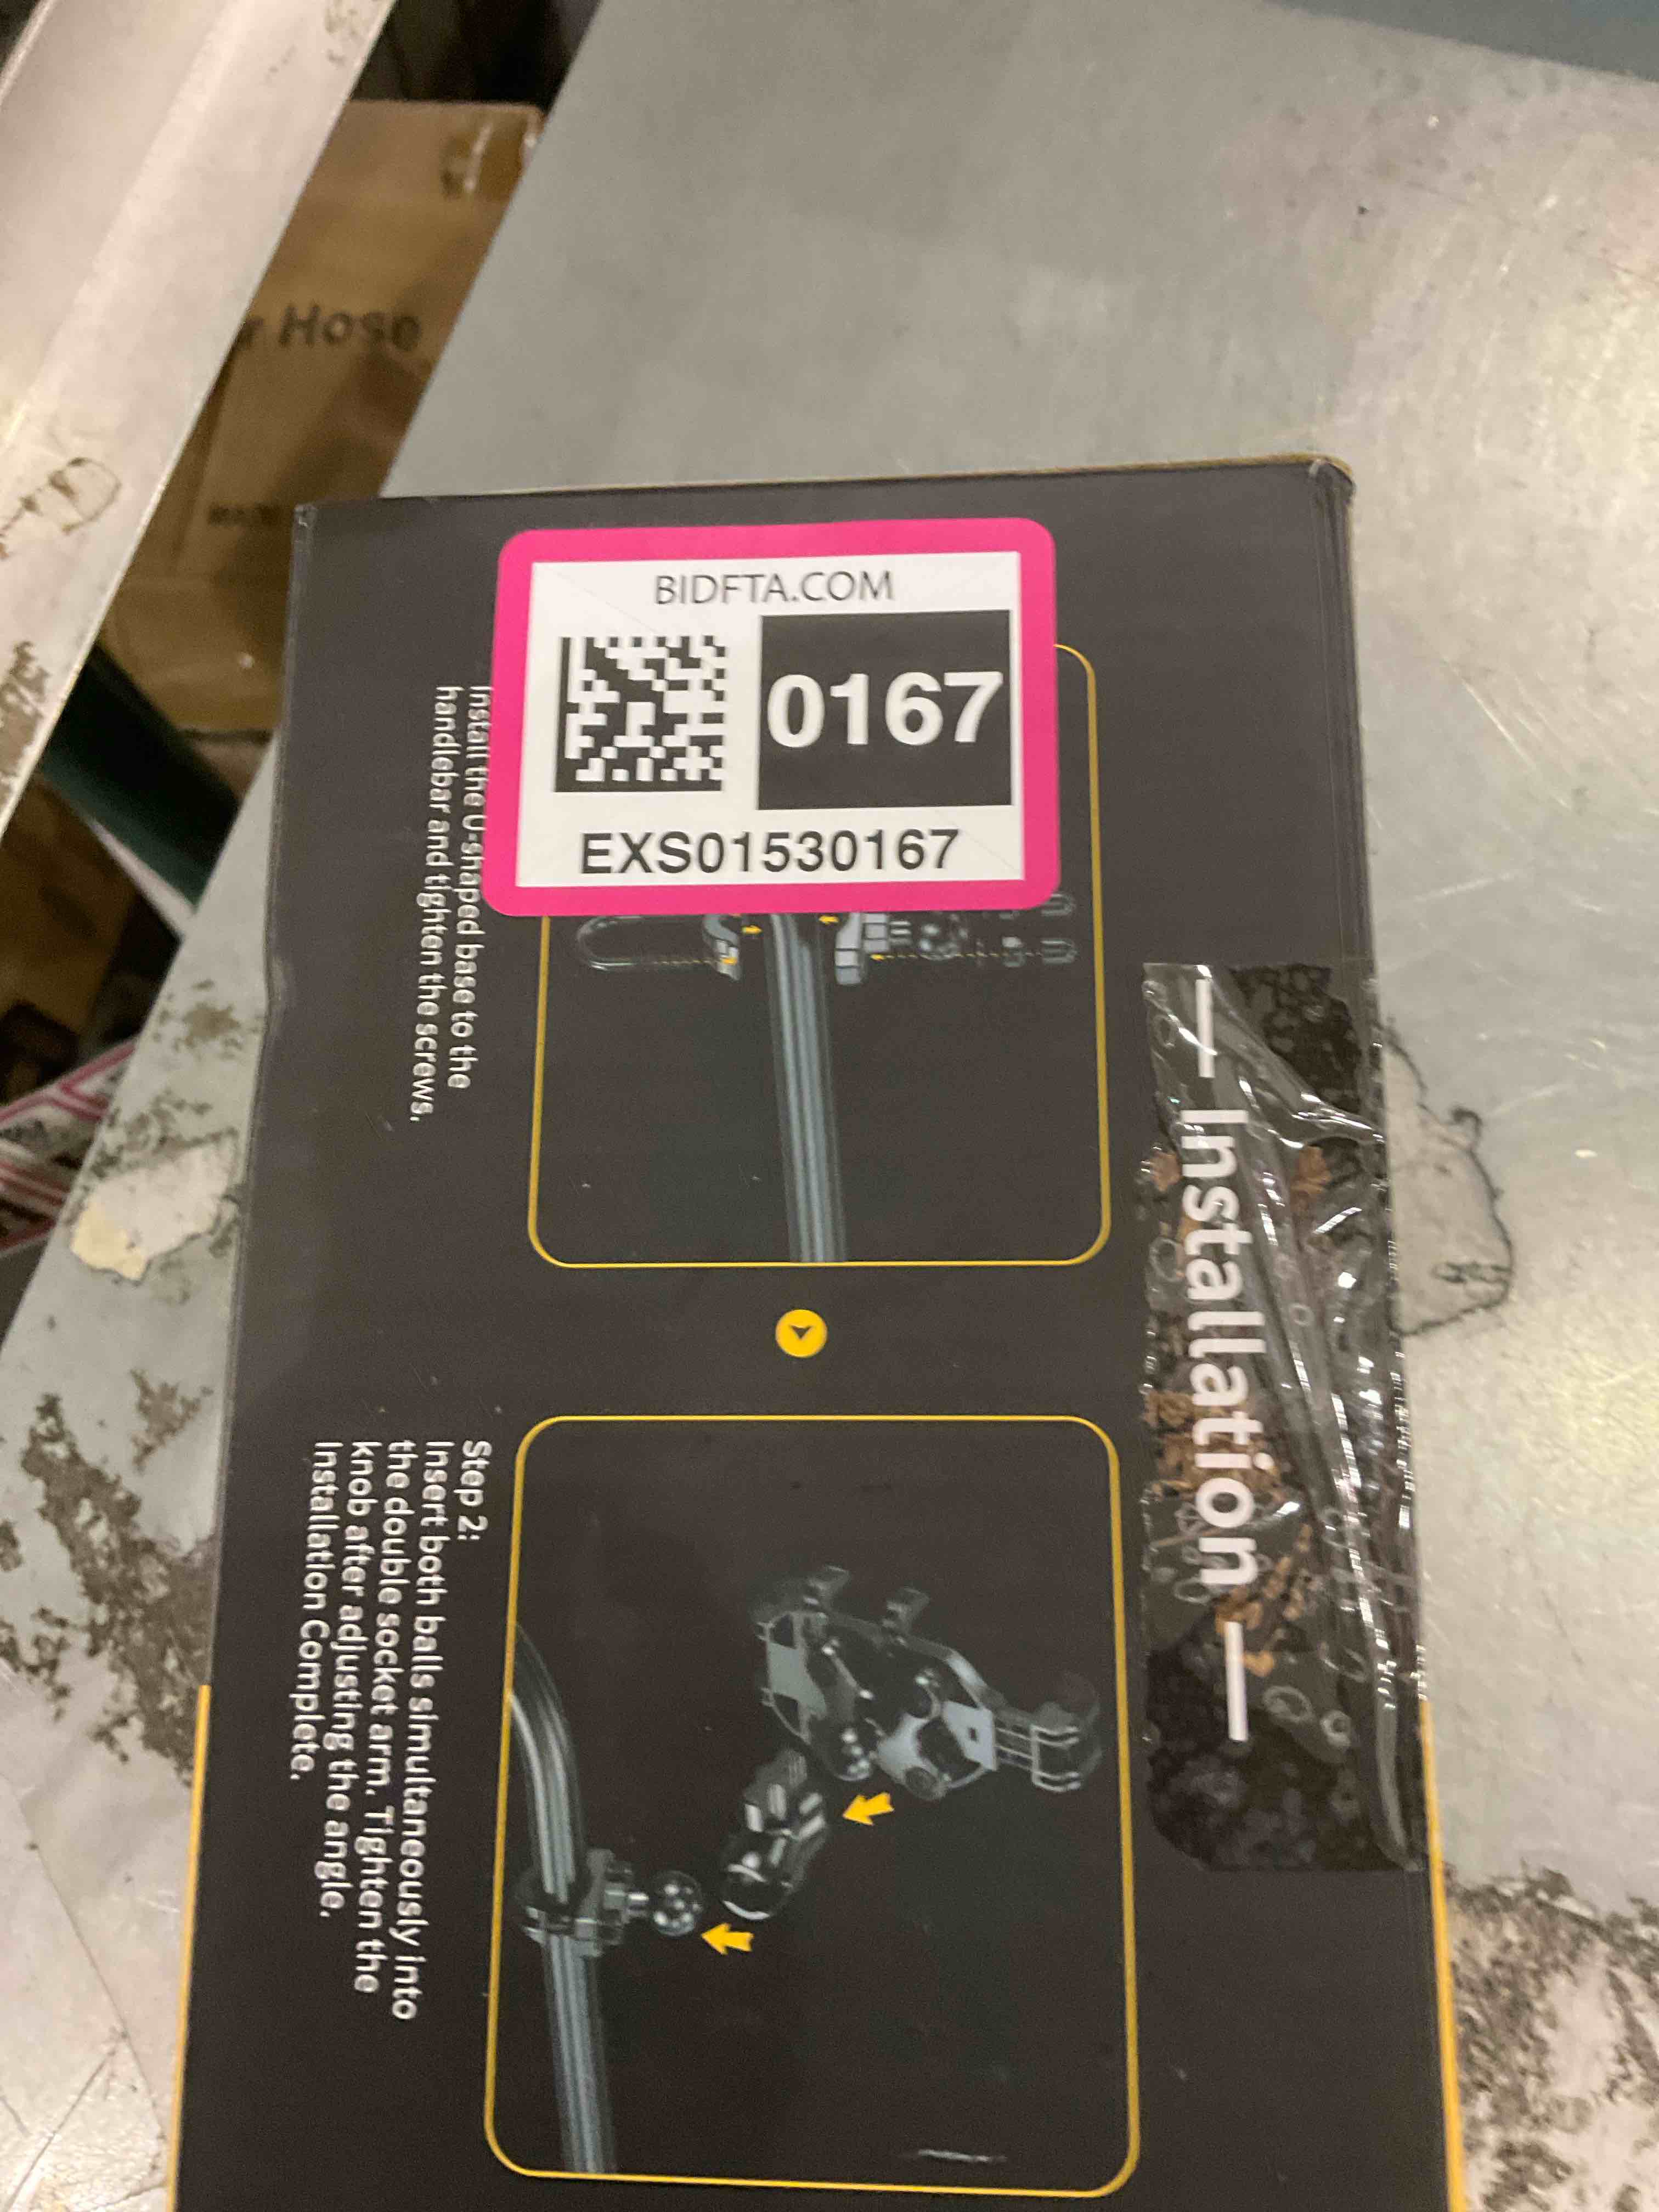 BIDFTA.COM
0167
EXS01530167
Installation
Install the U-shaped base to the
handlebar and tighten the screws.
Step 2:
Insert both balls simultaneously into
the double socket arm. Tighten the
knob after adjusting the angle.
Installation Complete.
Hose